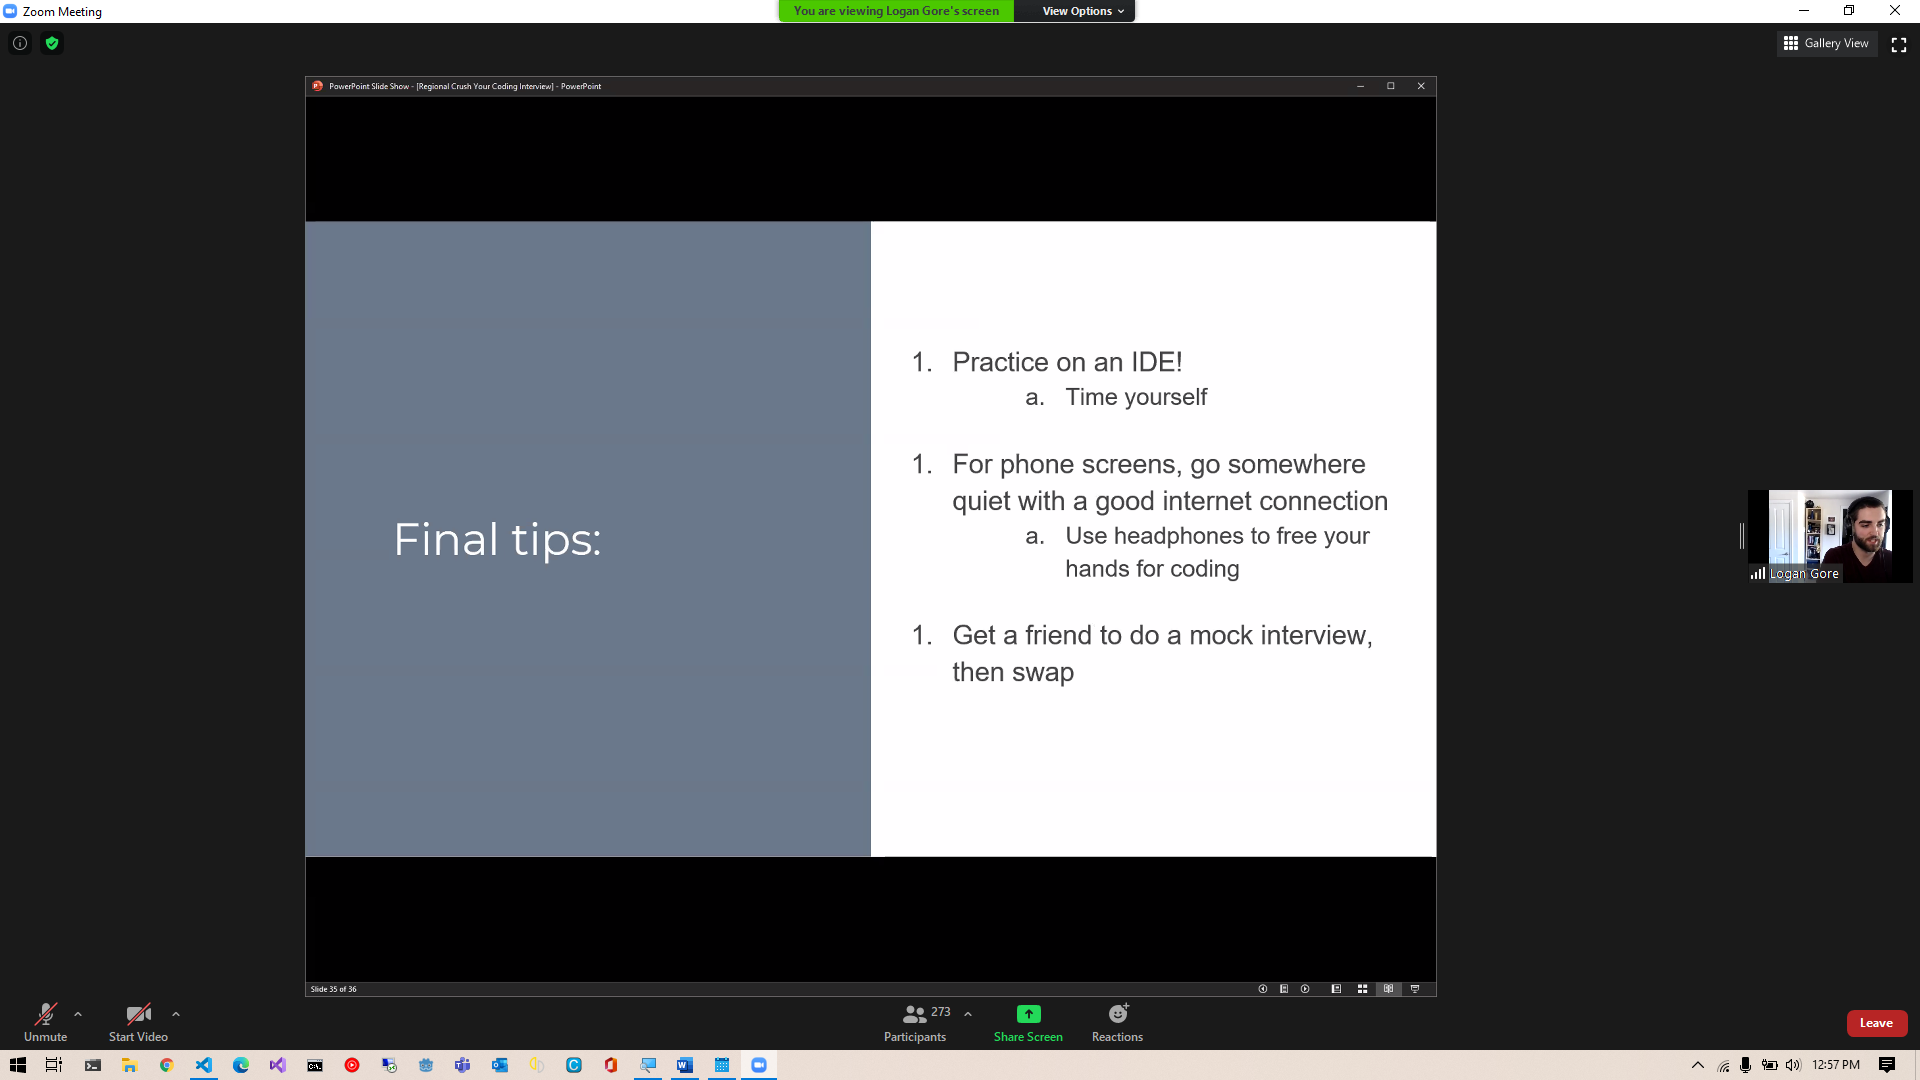 Zoom Meeting
You are viewing Logan Gore's screen
View Options
Gallery View
PowerPoint Slide Show - [Regional Crush Your Coding Interview] - PowerPoint
Final tips:
1. Practice on an IDE!
a. Time yourself
1. For phone screens, go somewhere
quiet with a good internet connection
a. Use headphones to free your
hands for coding
1. Get a friend to do a mock interview,
then swap
Logan Gore
Slide 35 of 36
Unmute
Start Video
273
Participants
Share Screen
Reactions
Leave
12:57 PM